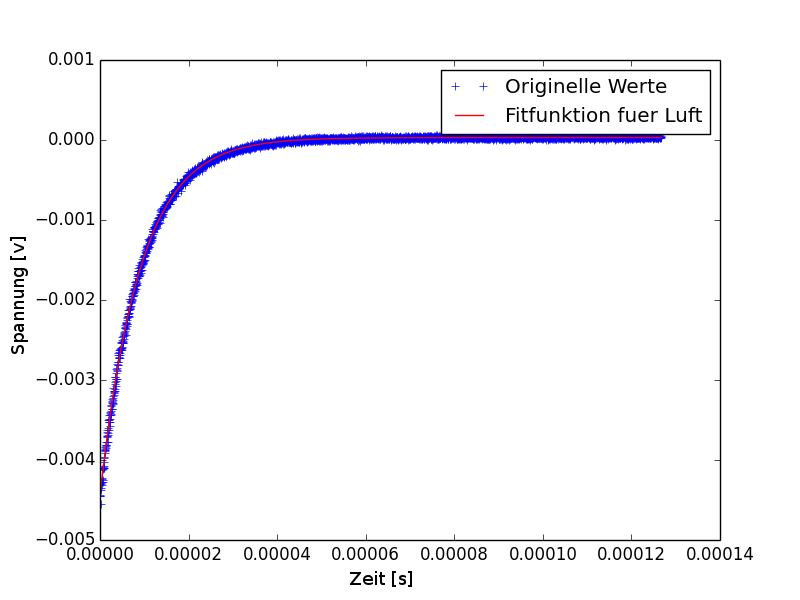 0.001
0.000
−0.001
−0.002
−0.003
−0.004
−0.005
Spannung [v]
Originelle Werte
Fitfunktion fuer Luft
0.00000 0.00002 0.00004 0.00006 0.00008 0.00010 0.00012 0.00014
Zeit [s]